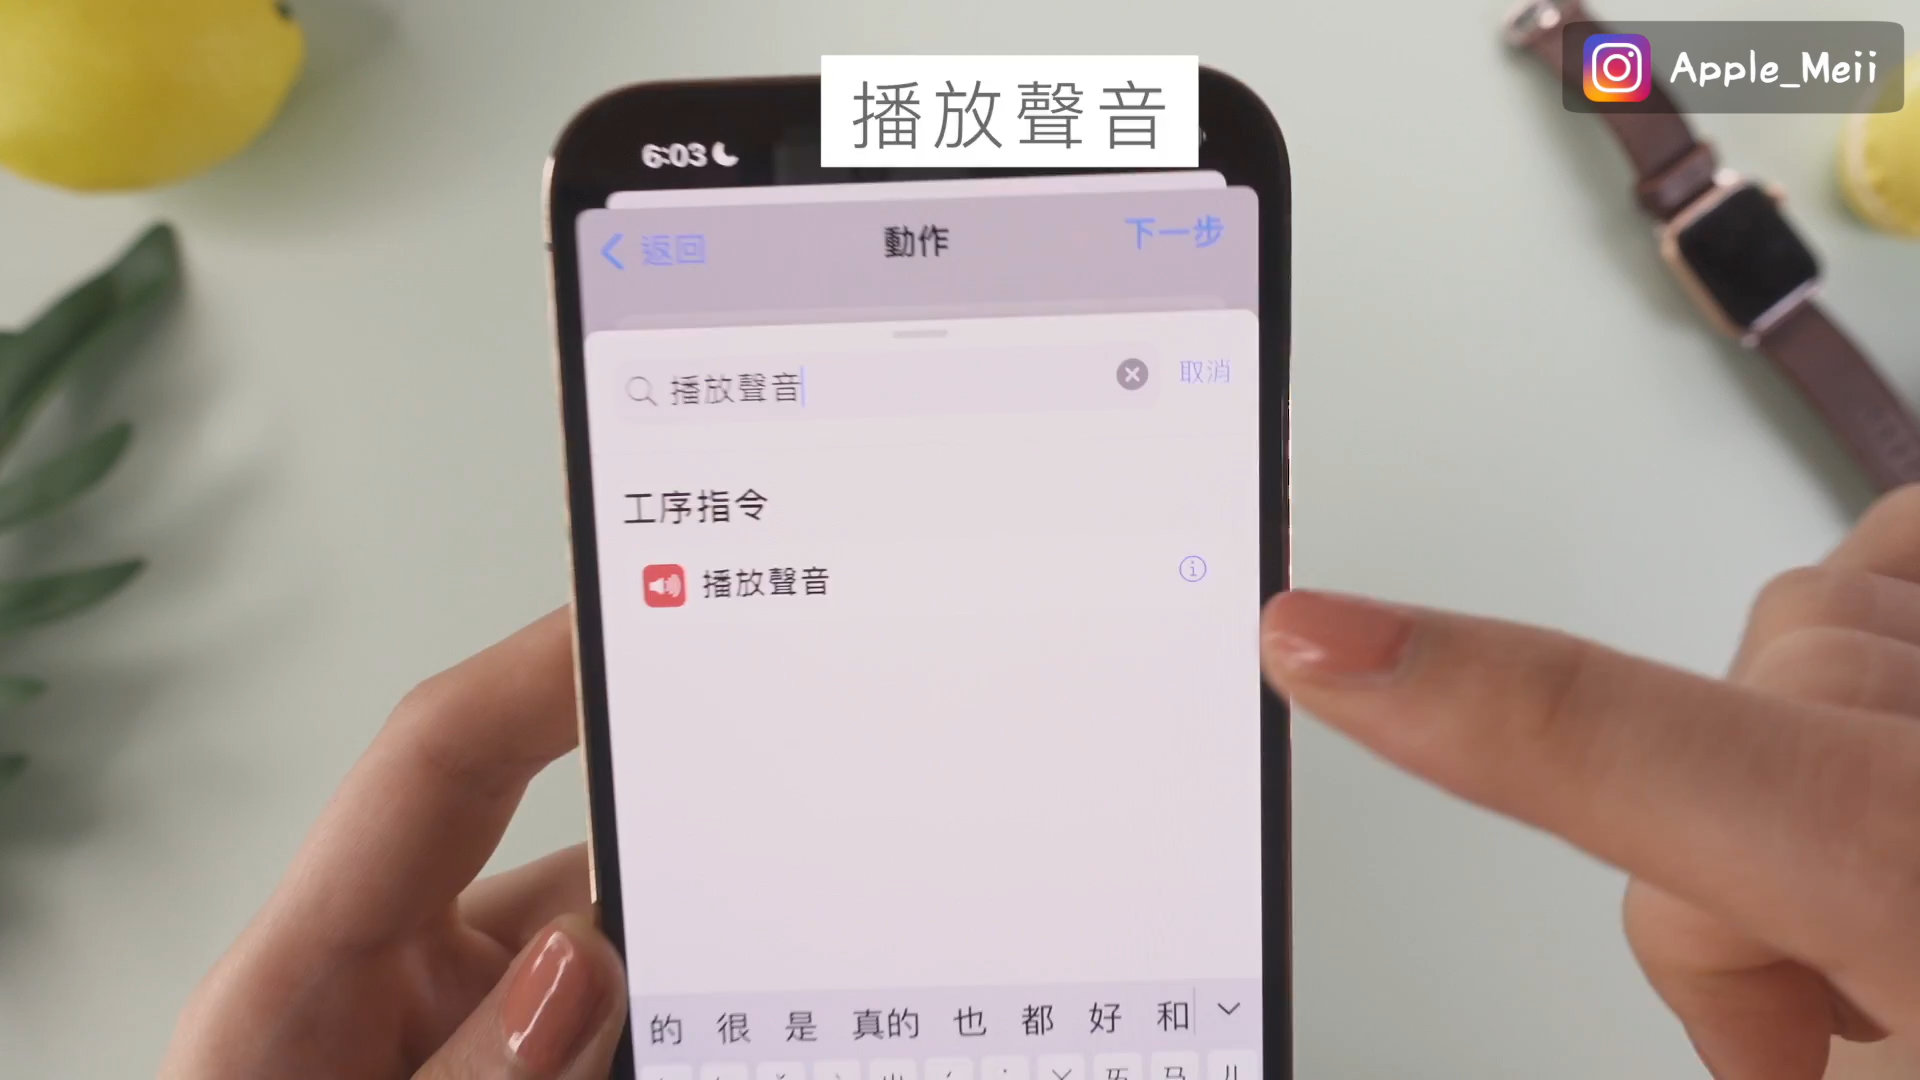 Apple_Meii
播放聲音
6:03
返回
動作
下一步
播放聲音
取消
工序指令
播放聲音
的 很 是 真的 也 都 好 和